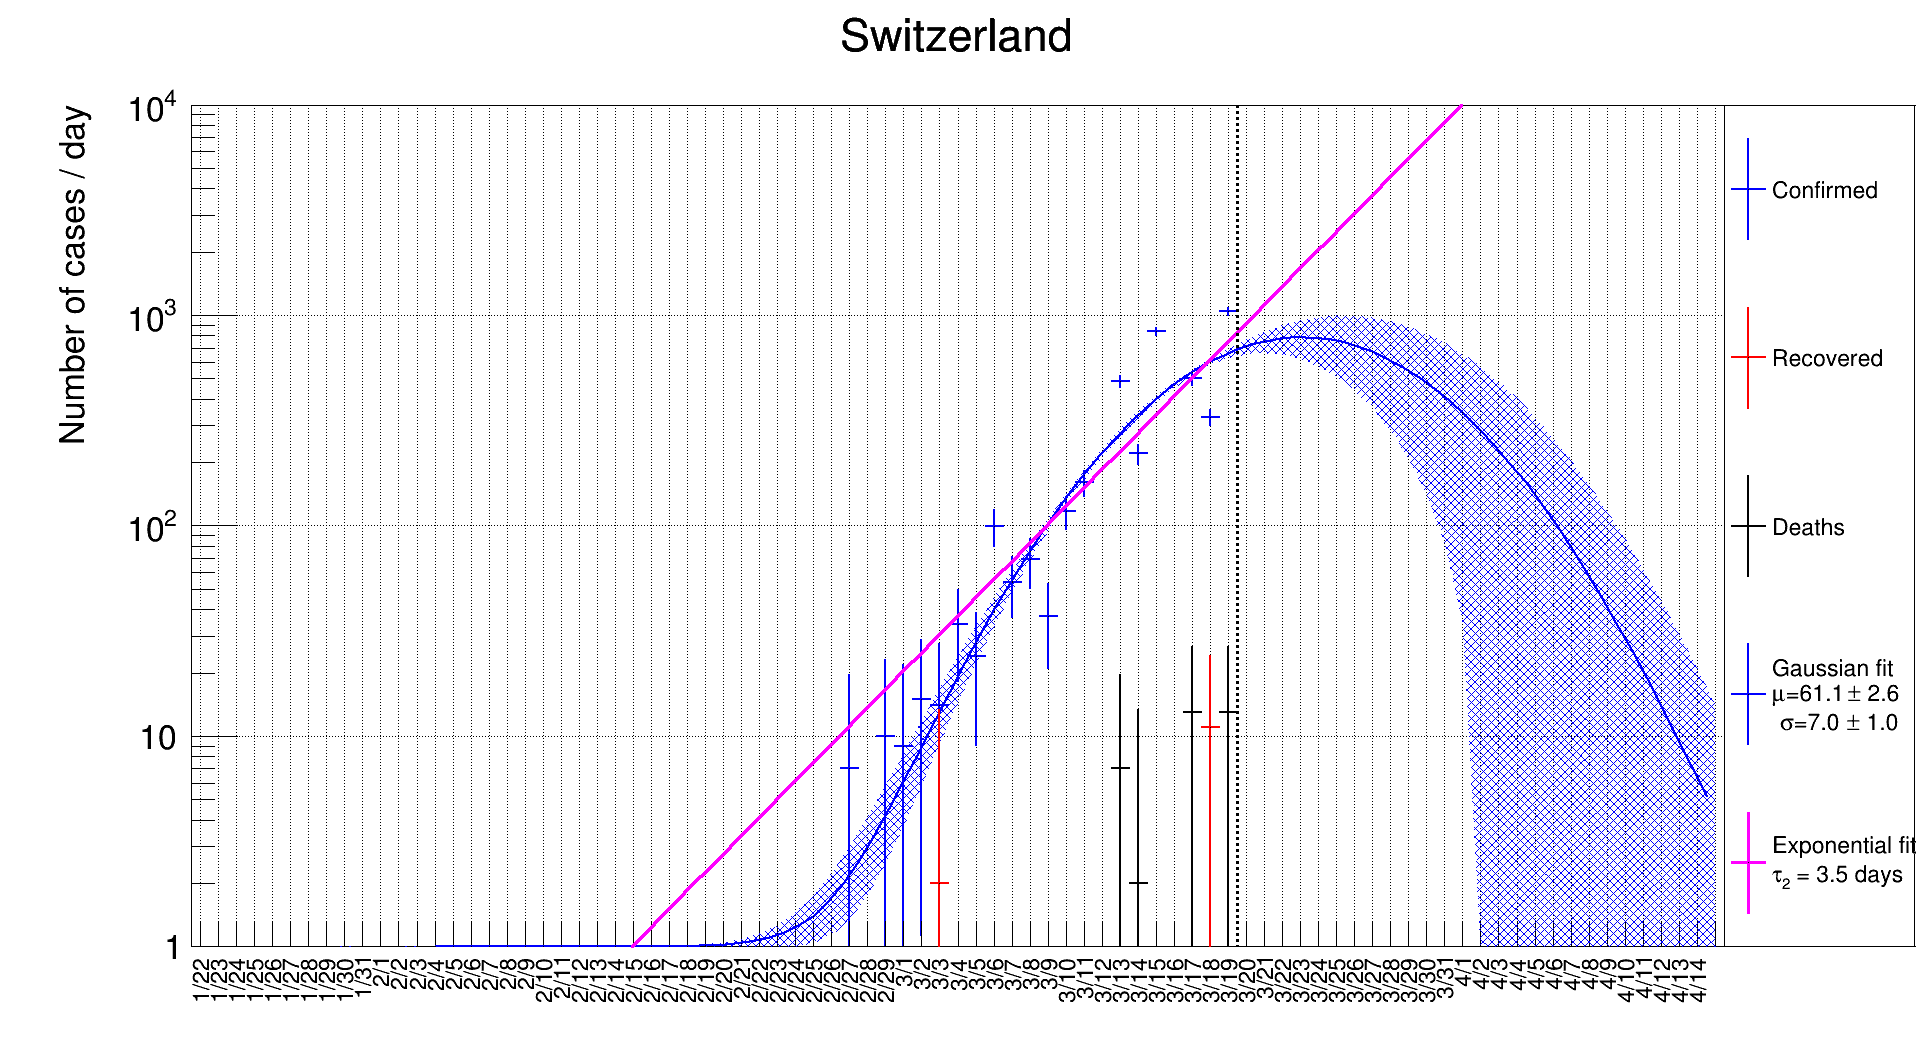 Switzerland
Number of cases / day
10⁴
10³
10²
10
1
1/22 1/23 1/24 1/25 1/26 1/27 1/28 1/29 1/30 1/31 2/1 2/2 2/3 2/4 2/5 2/6 2/7 2/8 2/9 2/10 2/11 2/12 2/13 2/14 2/15 2/16 2/17 2/18 2/19 2/20 2/21 2/22 2/23 2/24 2/25 2/26 2/27 2/28 2/29 3/1 3/2 3/3 3/4 3/5 3/6 3/7 3/8 3/9 3/10 3/11 3/12 3/13 3/14 3/15 3/16 3/17 3/18 3/19 3/20 3/21 3/22 3/23 3/24 3/25 3/26 3/27 3/28 3/29 3/30 3/31 4/1 4/2 4/3 4/4 4/5 4/6 4/7 4/8 4/9 4/10 4/11 4/12 4/13 4/14
Confirmed
Recovered
Deaths
Gaussian fit
μ=61.1 ± 2.6
σ=7.0 ± 1.0
Exponential fit
τ₂ = 3.5 days